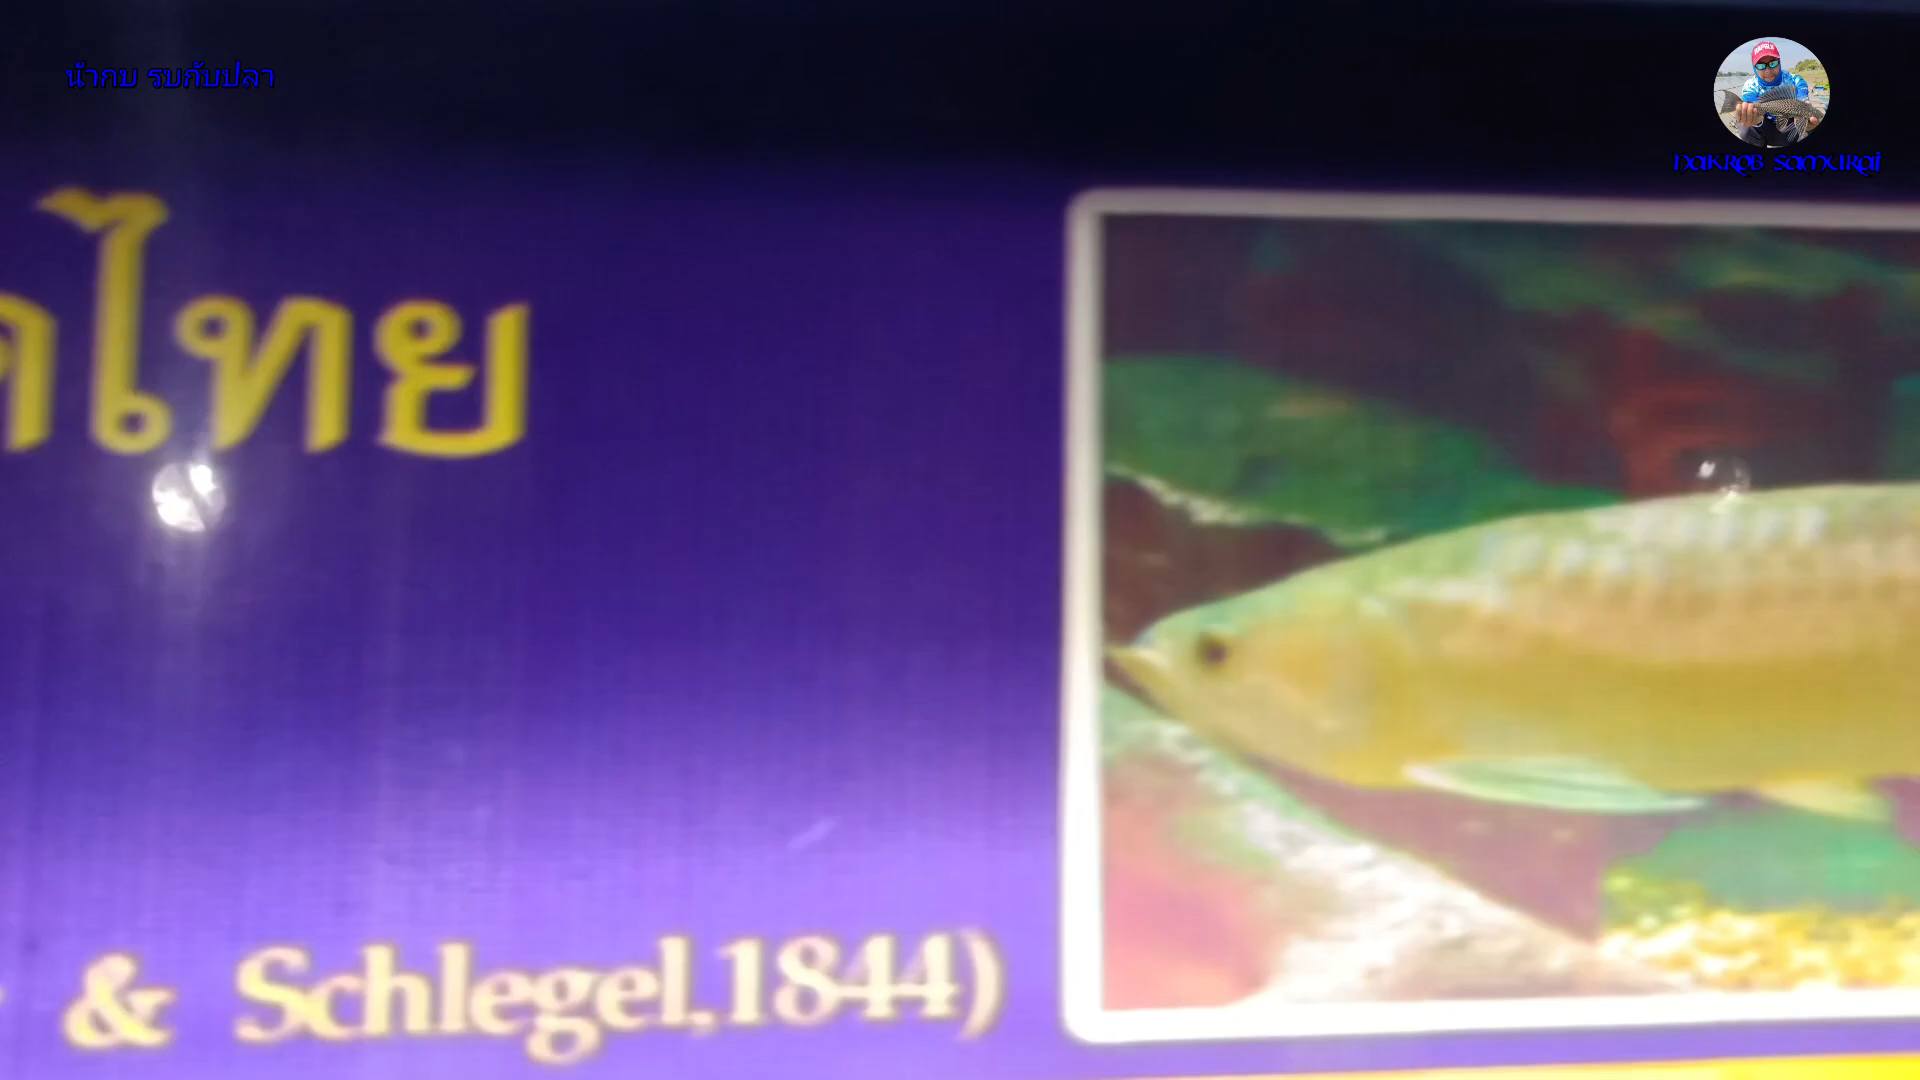 น้ากบ รบกับปลา
NAKROB SAMURAI
ไทย
& Schlegel,1844)